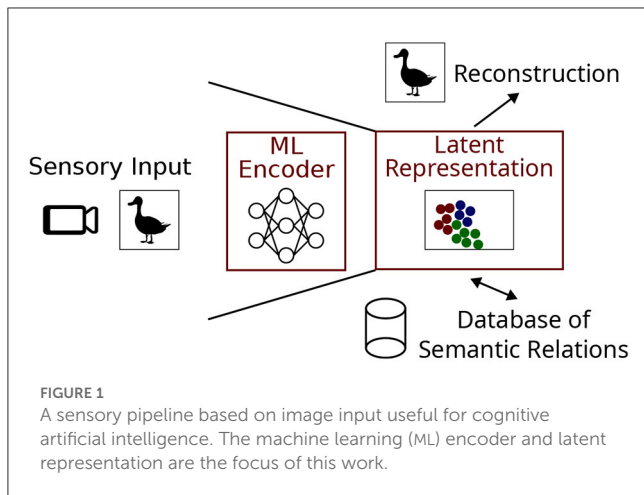 Reconstruction
Sensory Input
ML
Encoder
Latent
Representation
Database of
Semantic Relations
FIGURE 1
A sensory pipeline based on image input useful for cognitive
artificial intelligence. The machine learning (ML) encoder and latent
representation are the focus of this work.